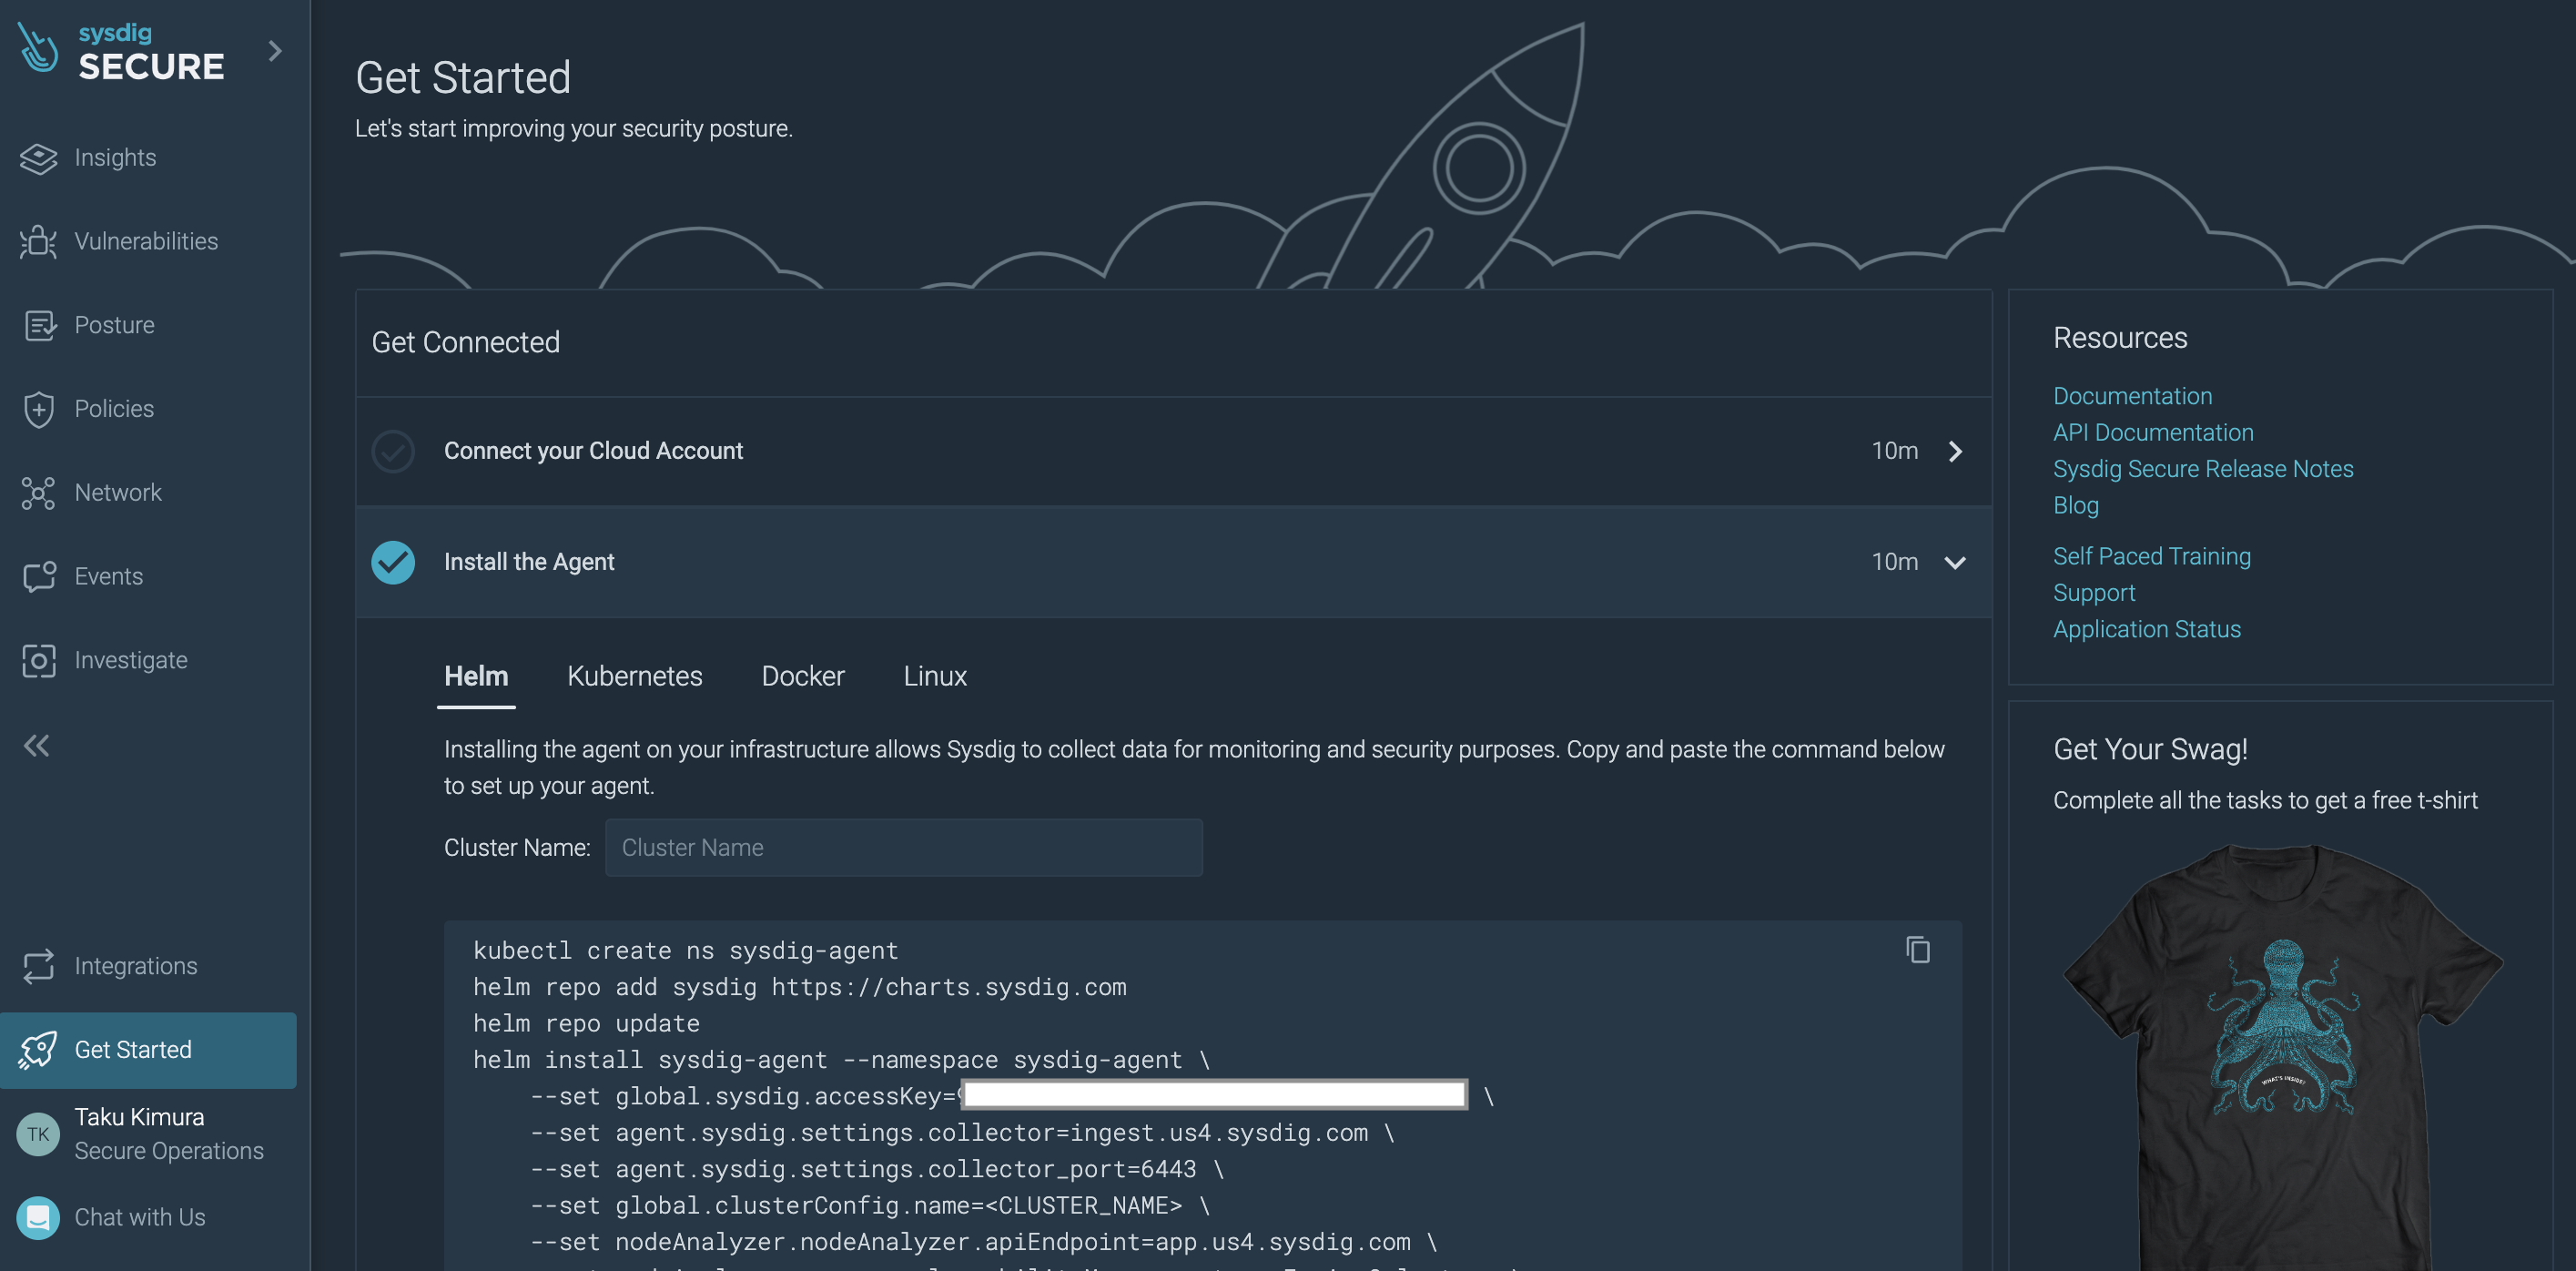 sysdig
SECURE
Insights
Vulnerabilities
Posture
Policies
Network
Events
Investigate
Integrations
Get Started
TK
Taku Kimura
Secure Operations
Chat with Us
Get Started
Let's start improving your security posture.
Get Connected
Connect your Cloud Account 10m
Install the Agent 10m
Helm Kubernetes Docker Linux
Installing the agent on your infrastructure allows Sysdig to collect data for monitoring and security purposes. Copy and paste the command below
to set up your agent.
Cluster Name: Cluster Name
kubectl create ns sysdig-agent
helm repo add sysdig https://charts.sysdig.com
helm repo update
helm install sysdig-agent --namespace sysdig-agent \
--set global.sysdig.accessKey= \
--set agent.sysdig.settings.collector=ingest.us4.sysdig.com \
--set agent.sysdig.settings.collector_port=6443 \
--set global.clusterConfig.name=<CLUSTER_NAME> \
--set nodeAnalyzer.nodeAnalyzer.apiEndpoint=app.us4.sysdig.com \
Resources
Documentation
API Documentation
Sysdig Secure Release Notes
Blog
Self Paced Training
Support
Application Status
Get Your Swag!
Complete all the tasks to get a free t-shirt
WHAT'S INSIDE?